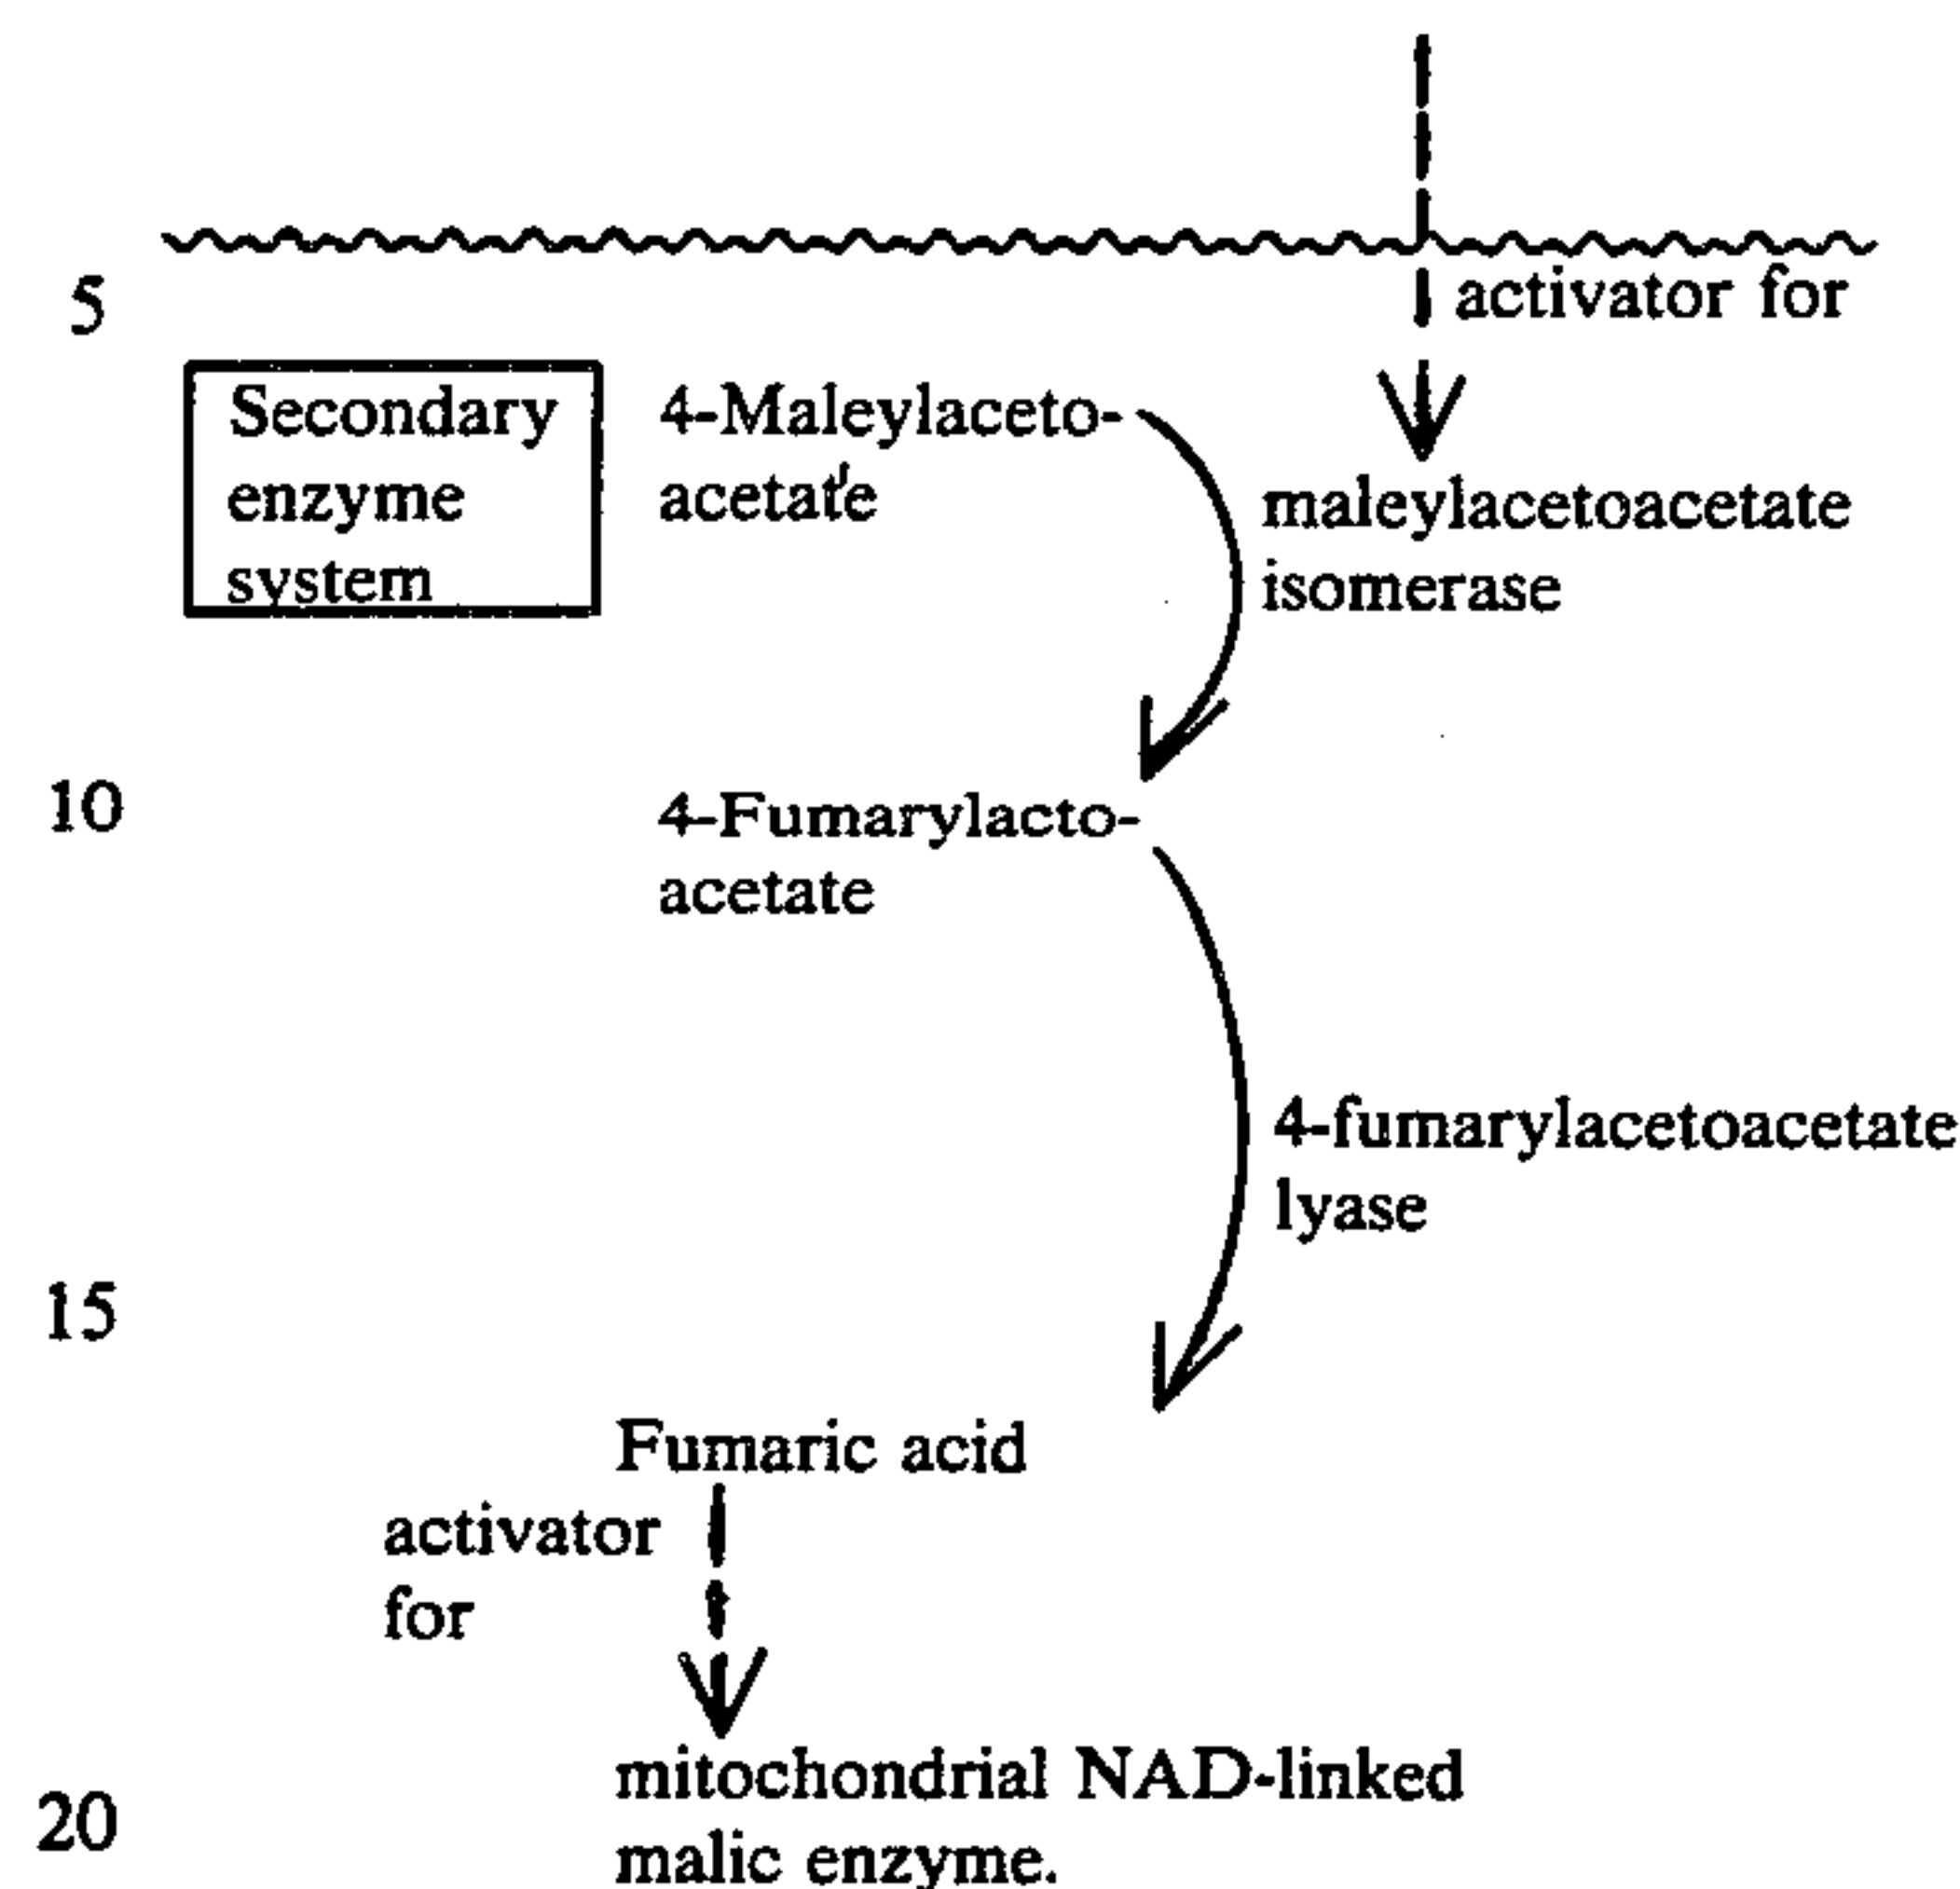 5
activator for
Secondary
enzyme
system
4-Maleylaceto-
acetate
maleylacetoacetate
isomerase
10
4-Fumarylacto-
acetate
4-fumarylacetoacetate
lyase
15
Fumaric acid
activator
for
mitochondrial NAD-linked
20
malic enzyme.